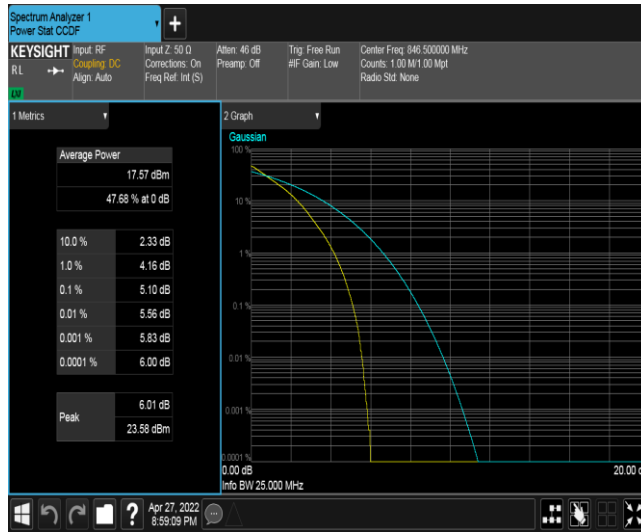 Spectrum Analyzer 1
Power Stat CCDF
+
KEYSIGHT
RL
LXI
Input: RF
Coupling: DC
Align: Auto
Input Z: 50 Ω
Corrections: On
Freq Ref: Int (S)
Atten: 46 dB
Preamp: Off
Trig: Free Run
#IF Gain: Low
Center Freq: 846.500000 MHz
Counts: 1.00 M/1.00 Mpt
Radio Std: None
1 Metrics
Average Power
17.57 dBm
47.68 % at 0 dB
10.0 % 2.33 dB
1.0 % 4.16 dB
0.1 % 5.10 dB
0.01 % 5.56 dB
0.001 % 5.83 dB
0.0001 % 6.00 dB
Peak
6.01 dB
23.58 dBm
2 Graph
Gaussian
100 %
10 %
1 %
0.1 %
0.01 %
0.001 %
0.0001 %
0.00 dB
20.00
Info BW 25.000 MHz
?
Apr 27, 2022
8:59:09 PM